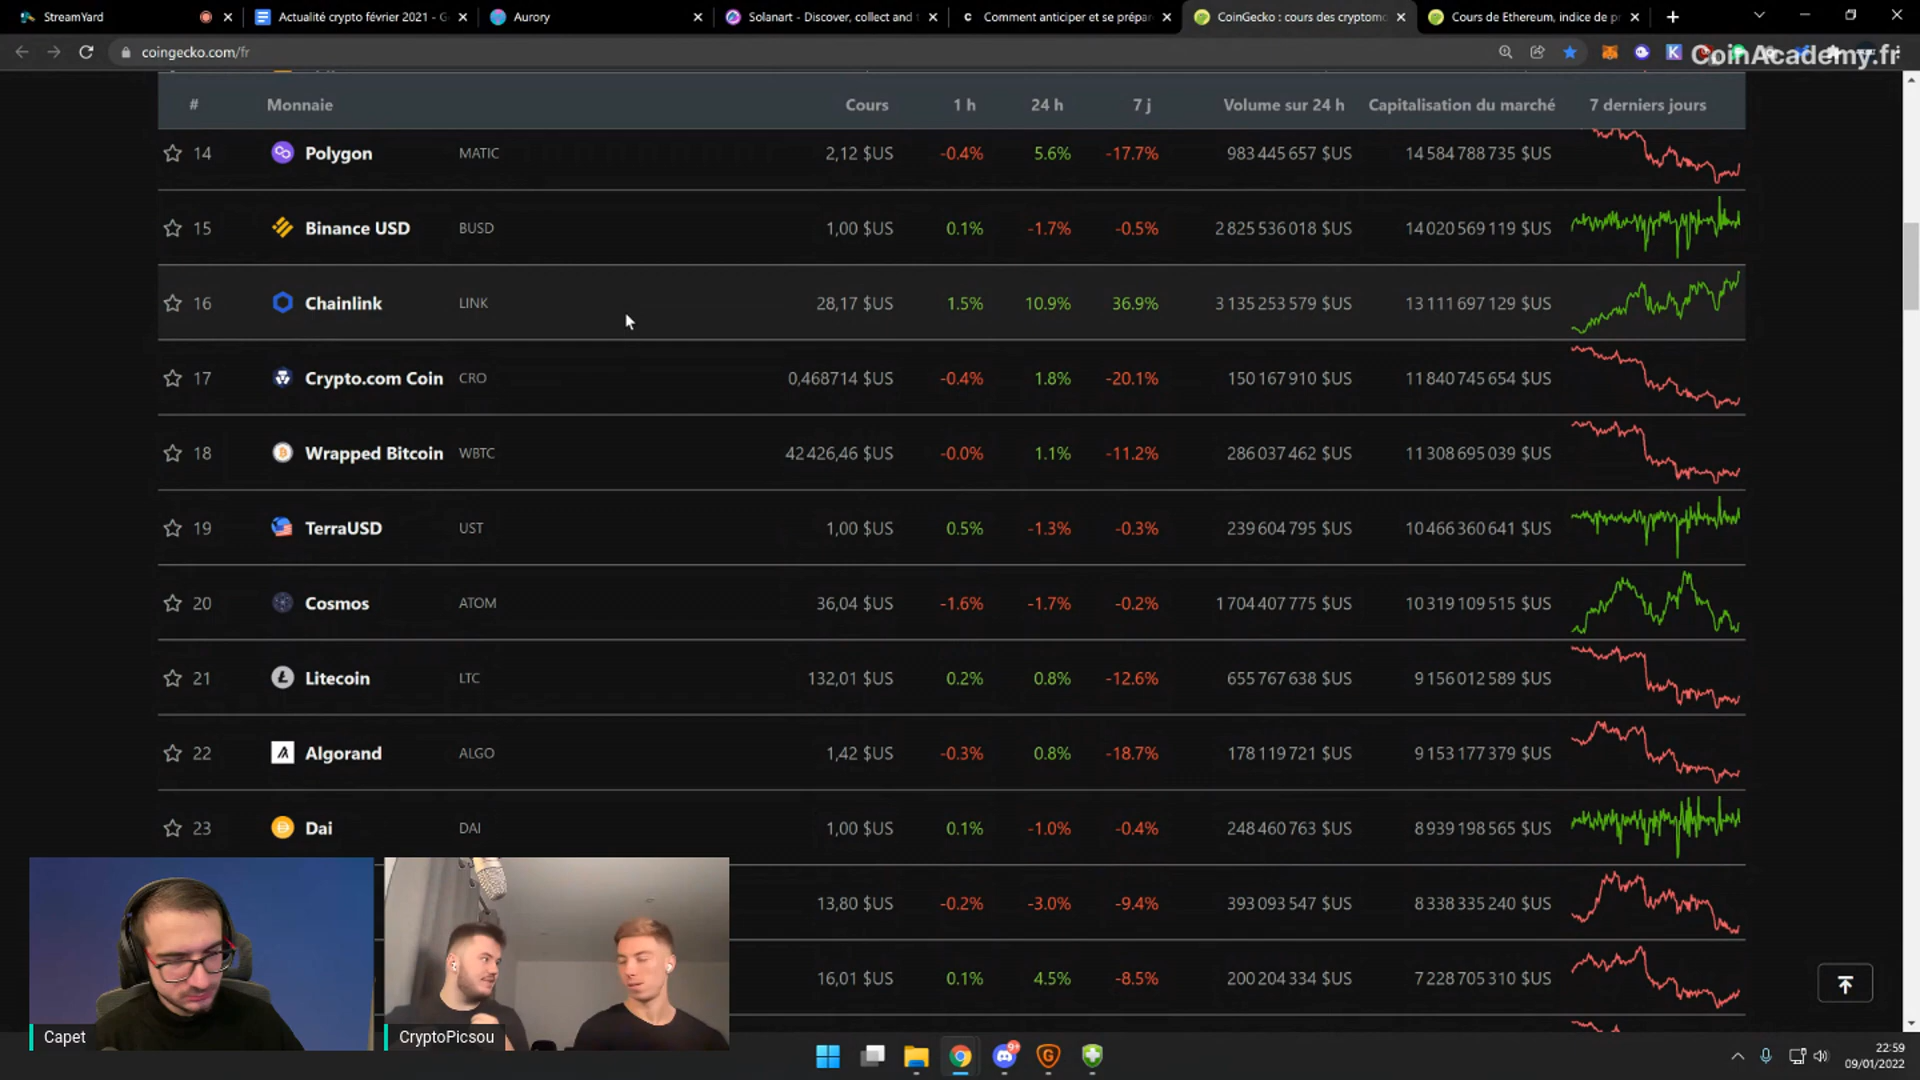 StreamYard
Actualité crypto février 2021 - G
Aurory
Solanart - Discover, collect and
Comment anticiper et se prépar
CoinGecko : cours des cryptomo
Cours de Ethereum, indice de p
coingecko.com/fr
CoinAcademy.fr
# Monnaie Cours 1 h 24 h 7 j Volume sur 24 h Capitalisation du marché 7 derniers jours
14 Polygon MATIC 2,12 $US -0.4% 5.6% -17.7% 983 445 657 $US 14 584 788 735 $US
15 Binance USD BUSD 1,00 $US 0.1% -1.7% -0.5% 2 825 536 018 $US 14 020 569 119 $US
16 Chainlink LINK 28,17 $US 1.5% 10.9% 36.9% 3 135 253 579 $US 13 111 697 129 $US
17 Crypto.com Coin CRO 0,468714 $US -0.4% 1.8% -20.1% 150 167 910 $US 11 840 745 654 $US
18 Wrapped Bitcoin WBTC 42 426,46 $US -0.0% 1.1% -11.2% 286 037 462 $US 11 308 695 039 $US
19 TerraUSD UST 1,00 $US 0.5% -1.3% -0.3% 239 604 795 $US 10 466 360 641 $US
20 Cosmos ATOM 36,04 $US -1.6% -1.7% -0.2% 1 704 407 775 $US 10 319 109 515 $US
21 Litecoin LTC 132,01 $US 0.2% 0.8% -12.6% 655 767 638 $US 9 156 012 589 $US
22 Algorand ALGO 1,42 $US -0.3% 0.8% -18.7% 178 119 721 $US 9 153 177 379 $US
23 Dai DAI 1,00 $US 0.1% -1.0% -0.4% 248 460 763 $US 8 939 198 565 $US
13,80 $US -0.2% -3.0% -9.4% 393 093 547 $US 8 338 335 240 $US
16,01 $US 0.1% 4.5% -8.5% 200 204 334 $US 7 228 705 310 $US
Capet
CryptoPicsou
9+
22:59
09/01/2022